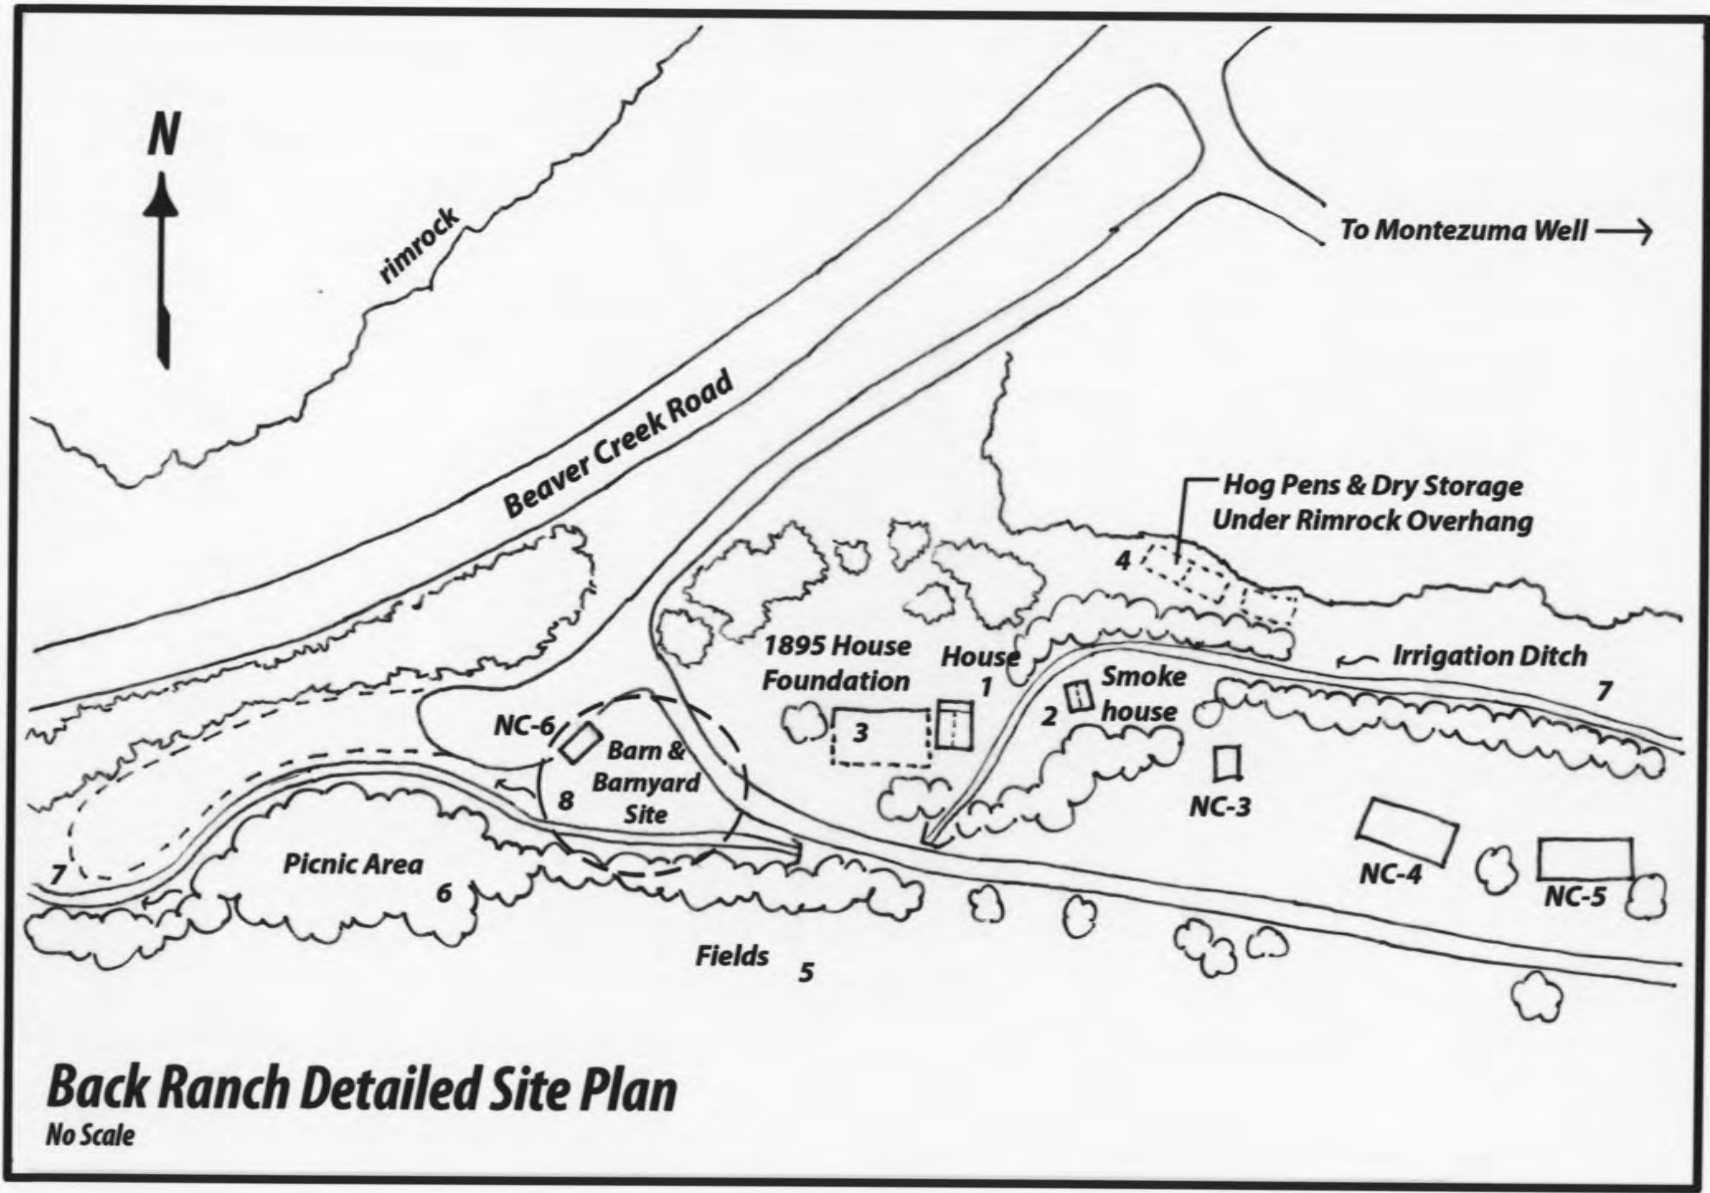 N
rimrock
To Montezuma Well
Beaver Creek Road
Hog Pens & Dry Storage
Under Rimrock Overhang
4
1895 House
Foundation
House
1
Irrigation Ditch
7
Smoke
house
2
3
NC-6
Barn &
Barnyard
Site
8
NC-3
NC-4
NC-5
Picnic Area
6
7
Fields
5
Back Ranch Detailed Site Plan
No Scale